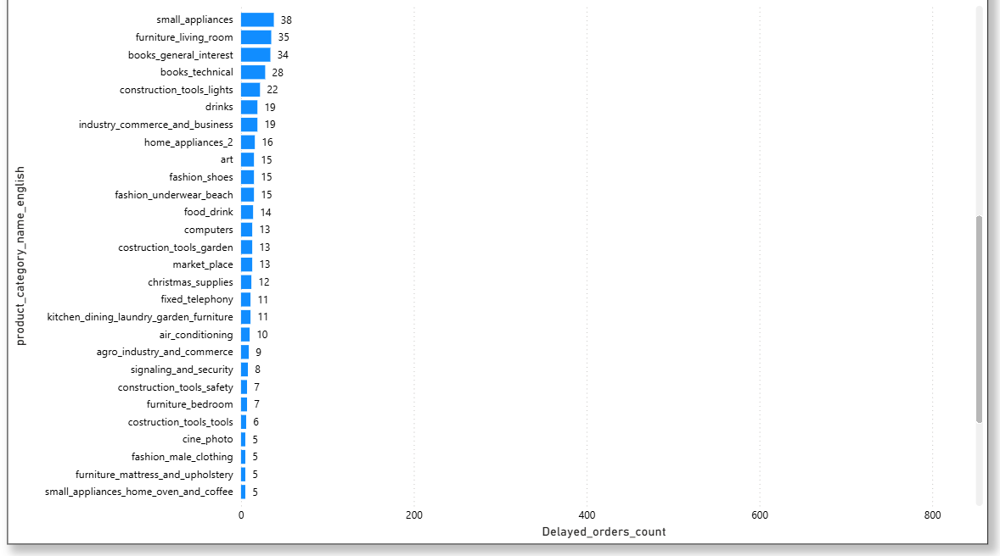 product_category_name_english
small_appliances 38
furniture_living_room 35
books_general_interest 34
books_technical 28
construction_tools_lights 22
drinks 19
industry_commerce_and_business 19
home_appliances_2 16
art 15
fashion_shoes 15
fashion_underwear_beach 15
food_drink 14
computers 13
costruction_tools_garden 13
market_place 13
christmas_supplies 12
fixed_telephony 11
kitchen_dining_laundry_garden_furniture 11
air_conditioning 10
agro_industry_and_commerce 9
signaling_and_security 8
construction_tools_safety 7
furniture_bedroom 7
costruction_tools_tools 6
cine_photo 5
fashion_male_clothing 5
furniture_mattress_and_upholstery 5
small_appliances_home_oven_and_coffee 5
0 200 400 600 800
Delayed_orders_count